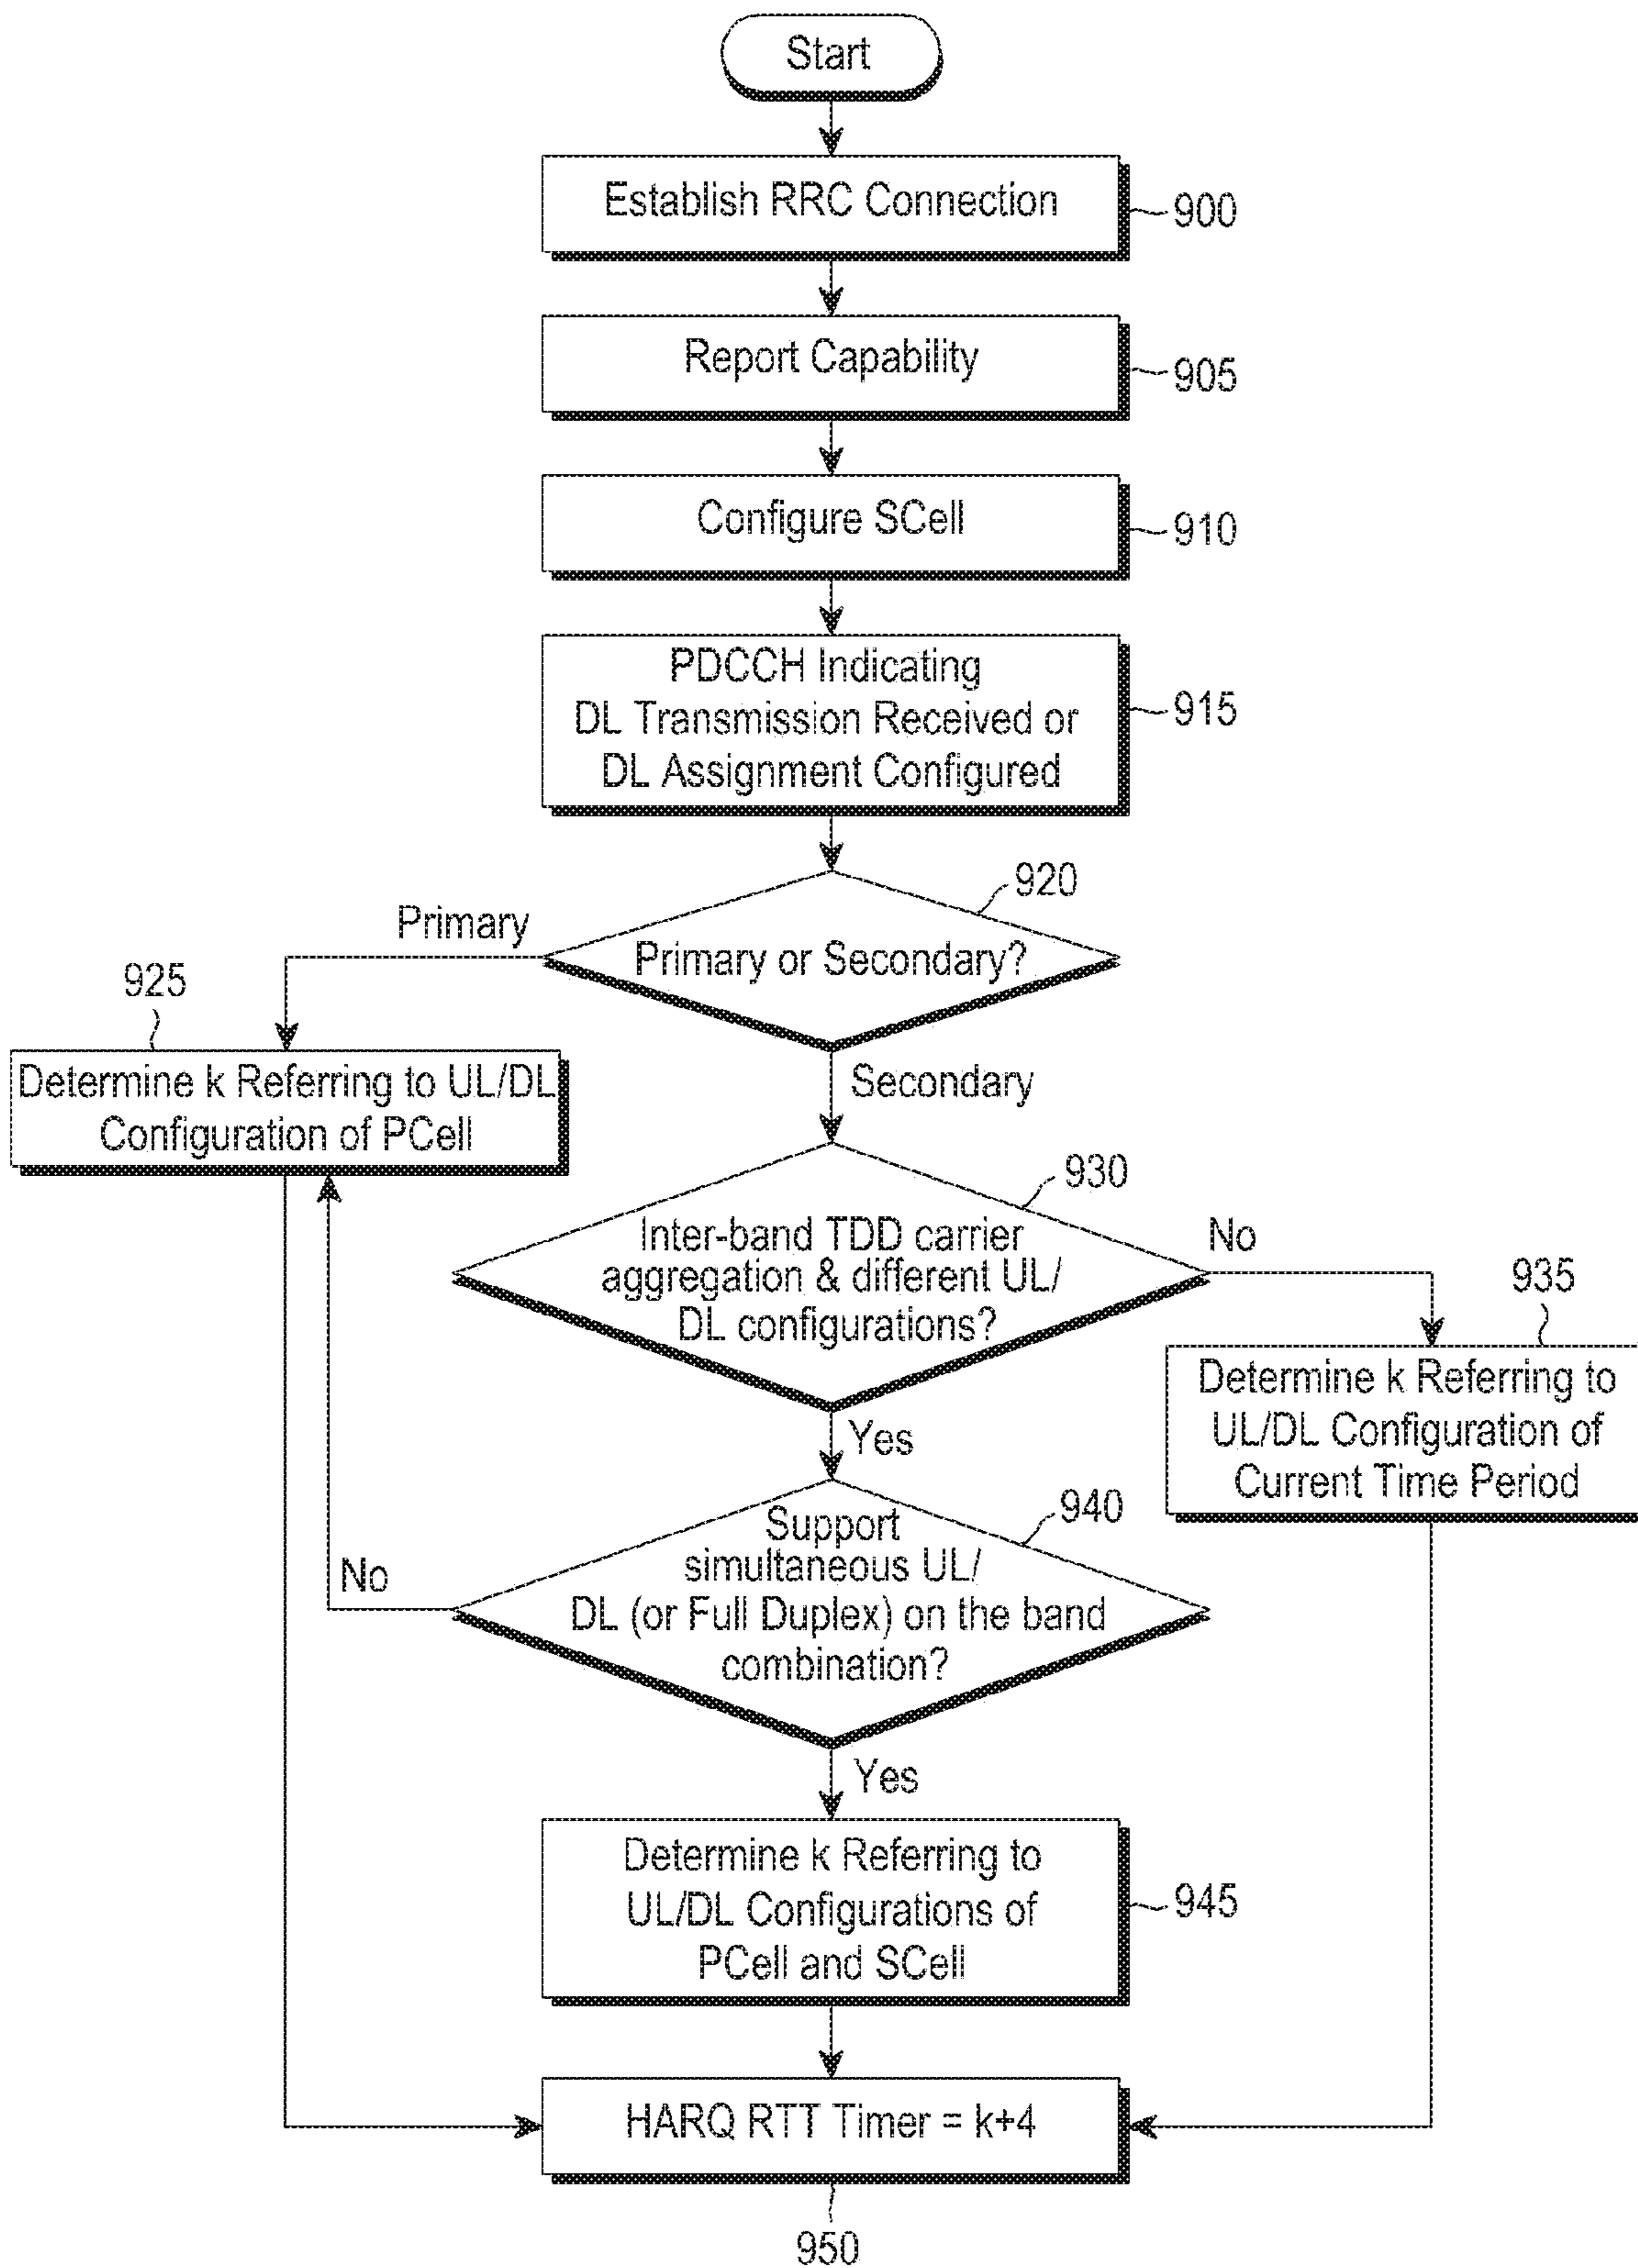 Start
Establish RRC Connection
900
Report Capability
905
Configure SCell
910
PDCCH Indicating
DL Transmission Received or
DL Assignment Configured
915
920
Primary
Primary or Secondary?
925
Determine k Referring to UL/DL
Configuration of PCell
Secondary
930
Inter-band TDD carrier
aggregation & different UL/
DL configurations?
No
935
Determine k Referring to
UL/DL Configuration of
Current Time Period
Yes
940
Support
simultaneous UL/
DL (or Full Duplex) on the band
combination?
No
Yes
Determine k Referring to
UL/DL Configurations of
PCell and SCell
945
HARQ RTT Timer = k+4
950